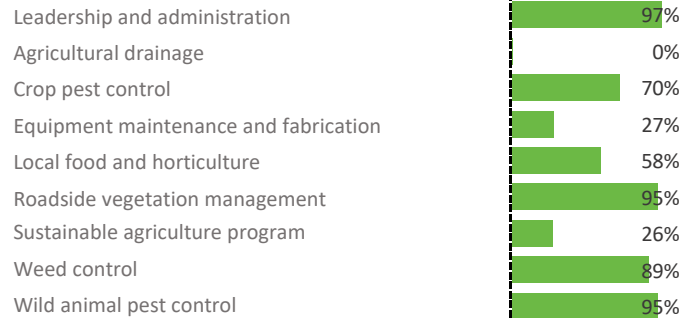 Leadership and administration 97%
Agricultural drainage 0%
Crop pest control 70%
Equipment maintenance and fabrication 27%
Local food and horticulture 58%
Roadside vegetation management 95%
Sustainable agriculture program 26%
Weed control 89%
Wild animal pest control 95%